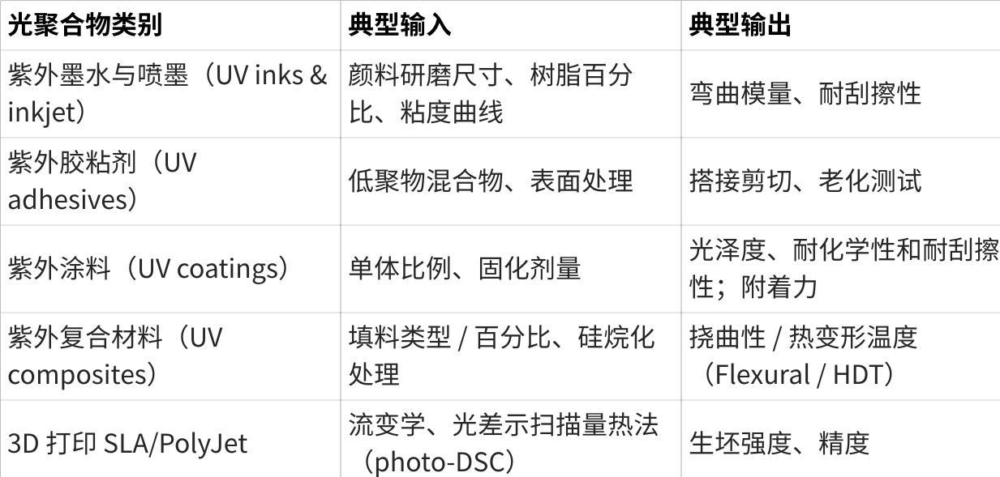 光聚合物类别
典型输入
典型输出
紫外墨水与喷墨（UV inks &
inkjet）
颜料研磨尺寸、树脂百分
比、粘度曲线
弯曲模量、耐刮擦性
紫外胶粘剂（UV
adhesives）
低聚物混合物、表面处理
搭接剪切、老化测试
紫外涂料（UV coatings）
单体比例、固化剂量
光泽度、耐化学性和耐刮擦
性；附着力
紫外复合材料（UV
composites）
填料类型 / 百分比、硅烷化
处理
挠曲性 / 热变形温度
（Flexural / HDT）
3D 打印 SLA/PolyJet
流变学、光差示扫描量热法
（photo-DSC）
生坯强度、精度